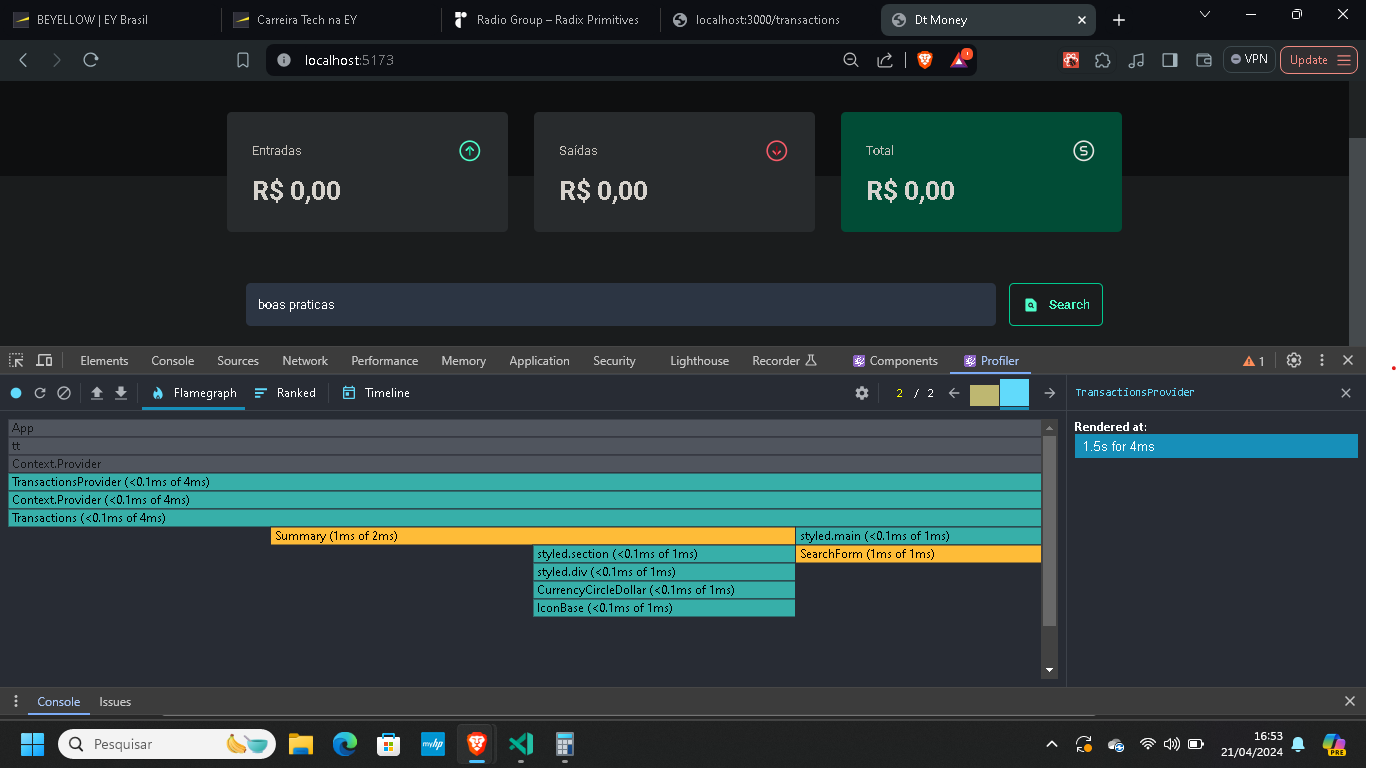 BEYELLOW | EY Brasil
Carreira Tech na EY
Radio Group – Radix Primitives
localhost:3000/transactions
Dt Money
localhost:5173
1
VPN
Update
Entradas
Saídas
Total
R$ 0,00
R$ 0,00
R$ 0,00
boas praticas
Search
Elements
Console
Sources
Network
Performance
Memory
Application
Security
Lighthouse
Recorder
Components
Profiler
1
Flamegraph
Ranked
Timeline
2 / 2
TransactionsProvider
App
tt
Context.Provider
TransactionsProvider (<0.1ms of 4ms)
Context.Provider (<0.1ms of 4ms)
Transactions (<0.1ms of 4ms)
Summary (1ms of 2ms)
styled.main (<0.1ms of 1ms)
styled.section (<0.1ms of 1ms)
SearchForm (1ms of 1ms)
styled.div (<0.1ms of 1ms)
CurrencyCircleDollar (<0.1ms of 1ms)
IconBase (<0.1ms of 1ms)
Rendered at:
1.5s for 4ms
Console
Issues
Pesquisar
myhp
16:53
21/04/2024
PRE